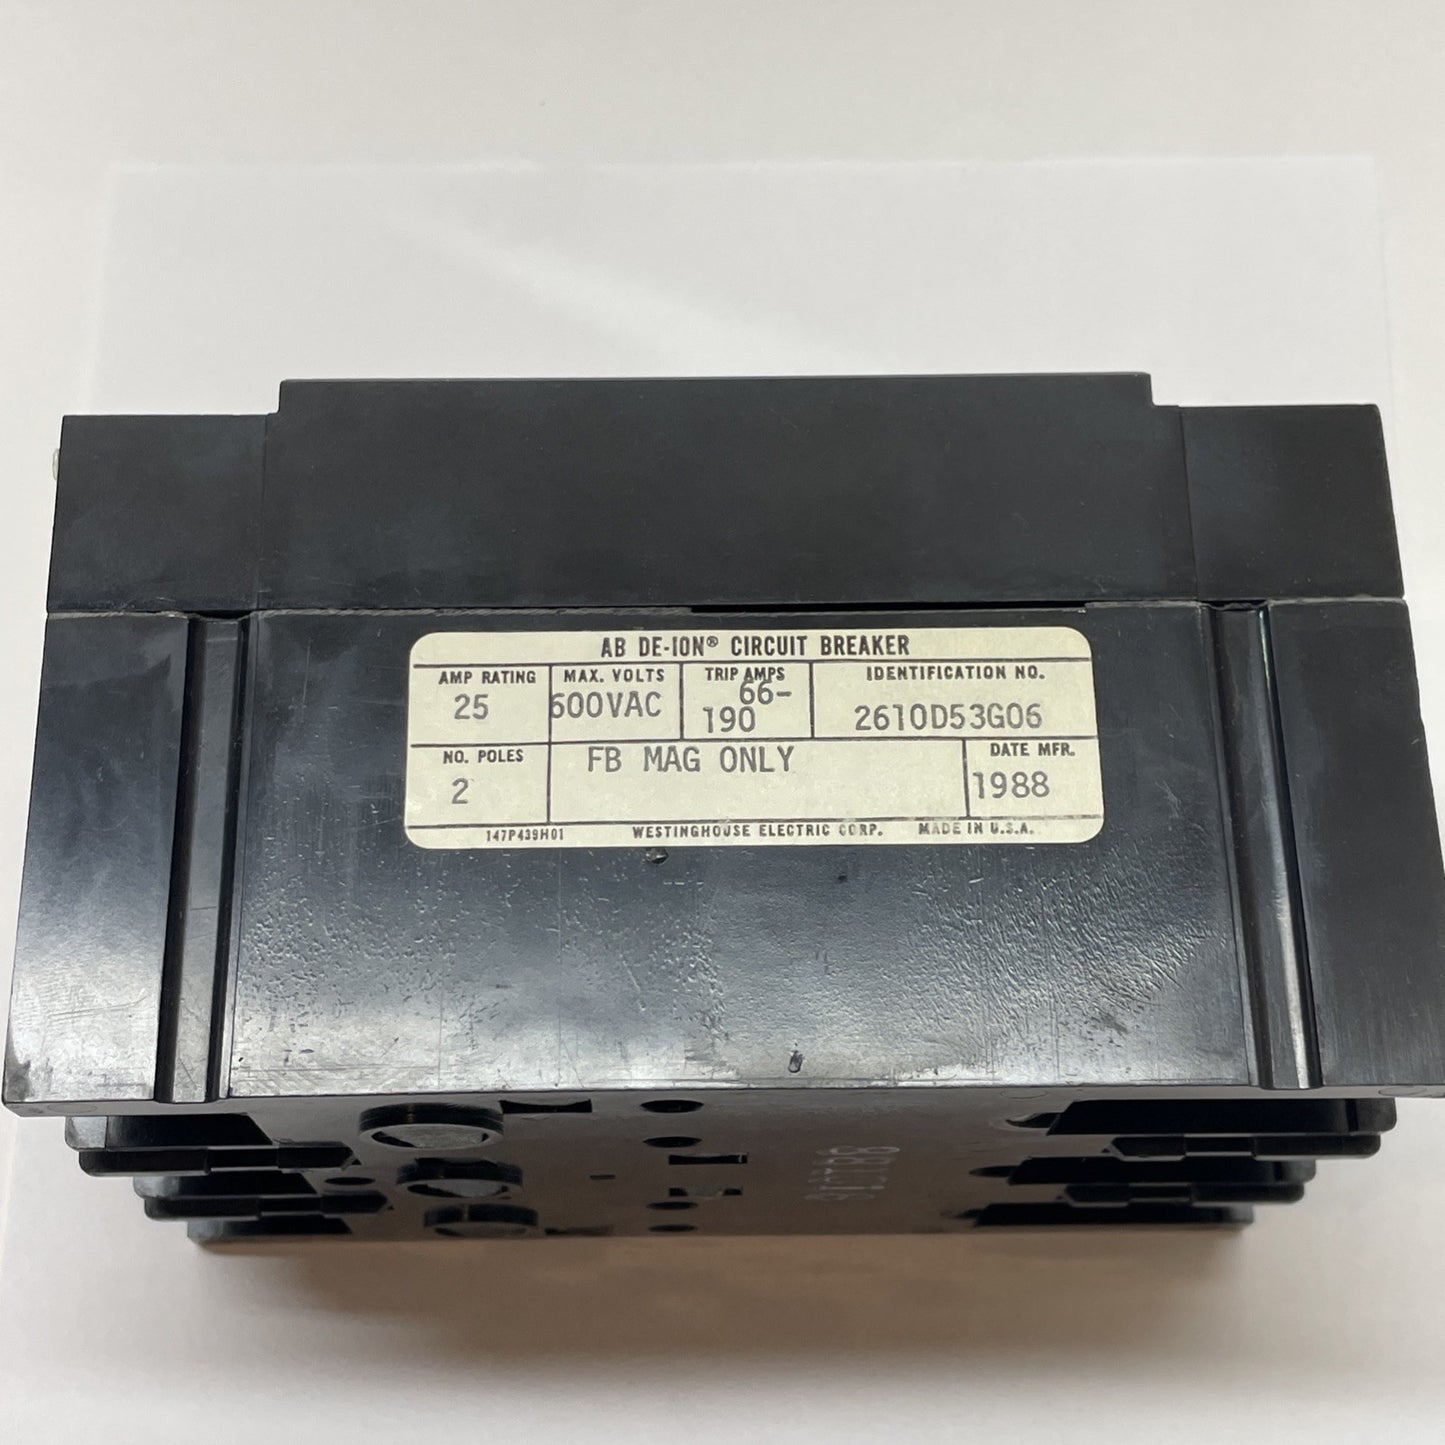 AB DE-ION® CIRCUIT BREAKER
AMP RATING MAX. VOLTS TRIP AMPS IDENTIFICATION NO.
25 600VAC 66-190 2610D53G06
NO. POLES FB MAG ONLY DATE MFR.
2 1988
147P439H01 WESTINGHOUSE ELECTRIC CORP. MADE IN U.S.A.